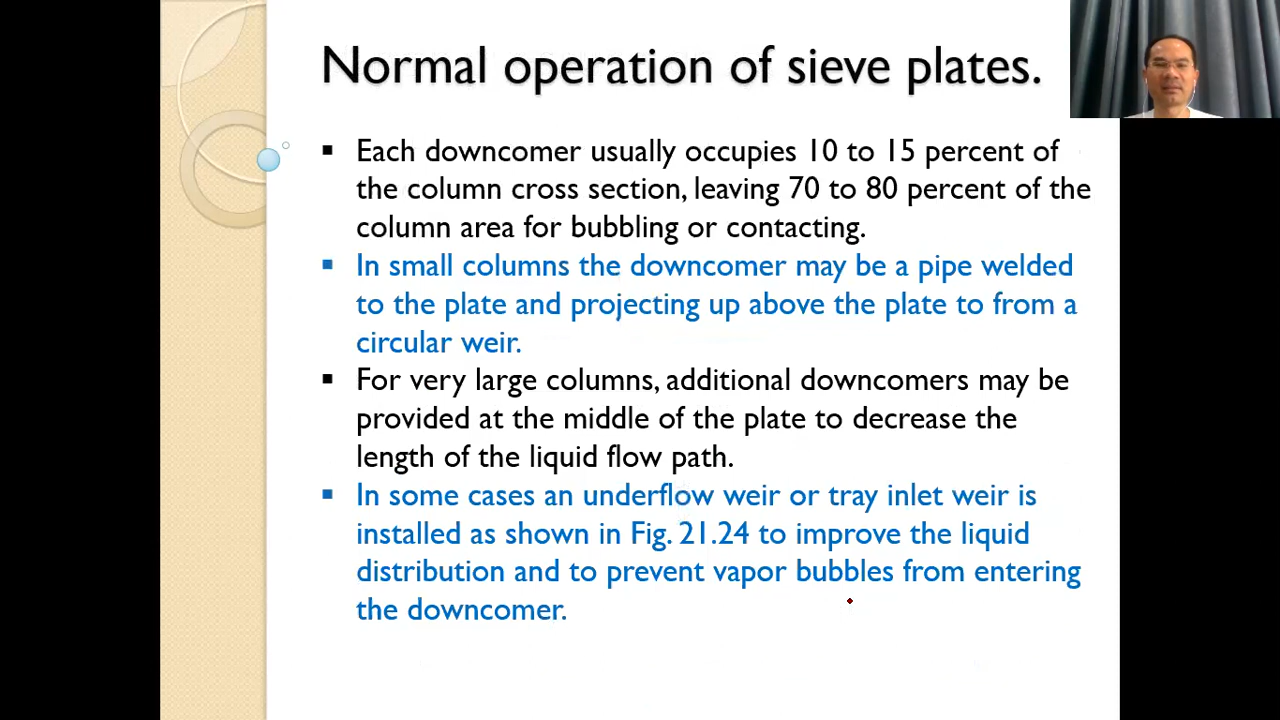 Normal operation of sieve plates.
Each downcomer usually occupies 10 to 15 percent of
the column cross section, leaving 70 to 80 percent of the
column area for bubbling or contacting.
In small columns the downcomer may be a pipe welded
to the plate and projecting up above the plate to from a
circular weir.
For very large columns, additional downcomers may be
provided at the middle of the plate to decrease the
length of the liquid flow path.
In some cases an underflow weir or tray inlet weir is
installed as shown in Fig. 21.24 to improve the liquid
distribution and to prevent vapor bubbles from entering
the downcomer.